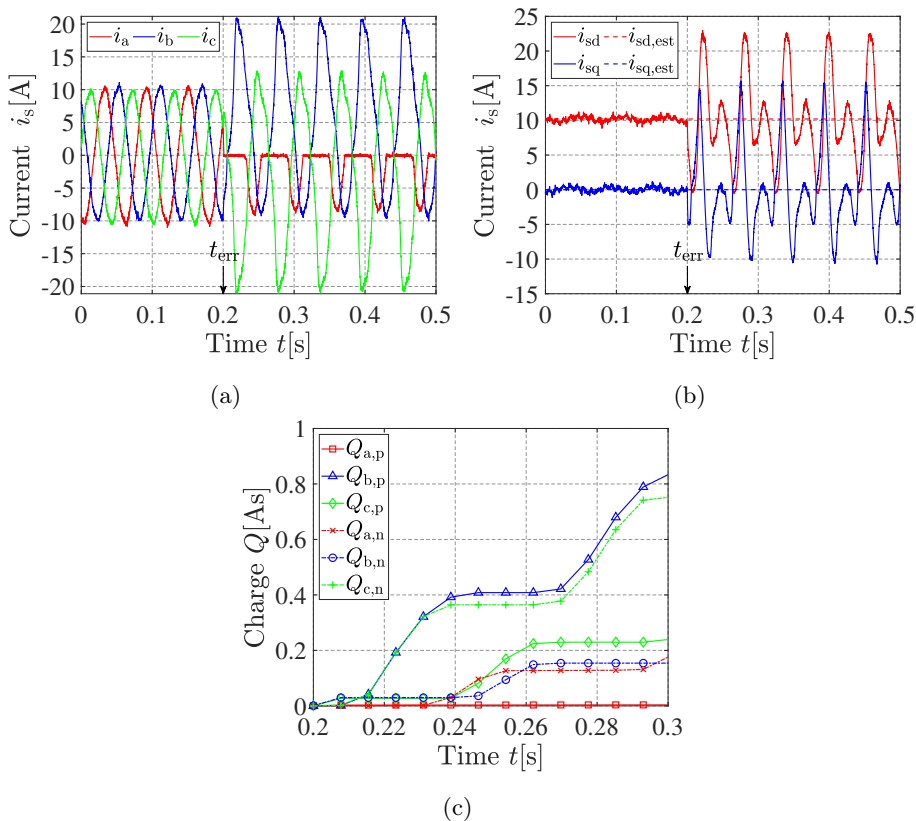 i_a i_b i_c
20
15
10
5
0
-5
-10
-15
-20
Current i_s[A]
t_err
0 0.1 0.2 0.3 0.4 0.5
Time t[s]
(a)
i_sd i_sd,est
i_sq i_sq,est
25
20
15
10
5
0
-5
-10
-15
Current i_s[A]
t_err
0 0.1 0.2 0.3 0.4 0.5
Time t[s]
(b)
Q_a,p
Q_b,p
Q_c,p
Q_a,n
Q_b,n
Q_c,n
1
0.8
0.6
0.4
0.2
0
Charge Q[As]
0.2 0.22 0.24 0.26 0.28 0.3
Time t[s]
(c)